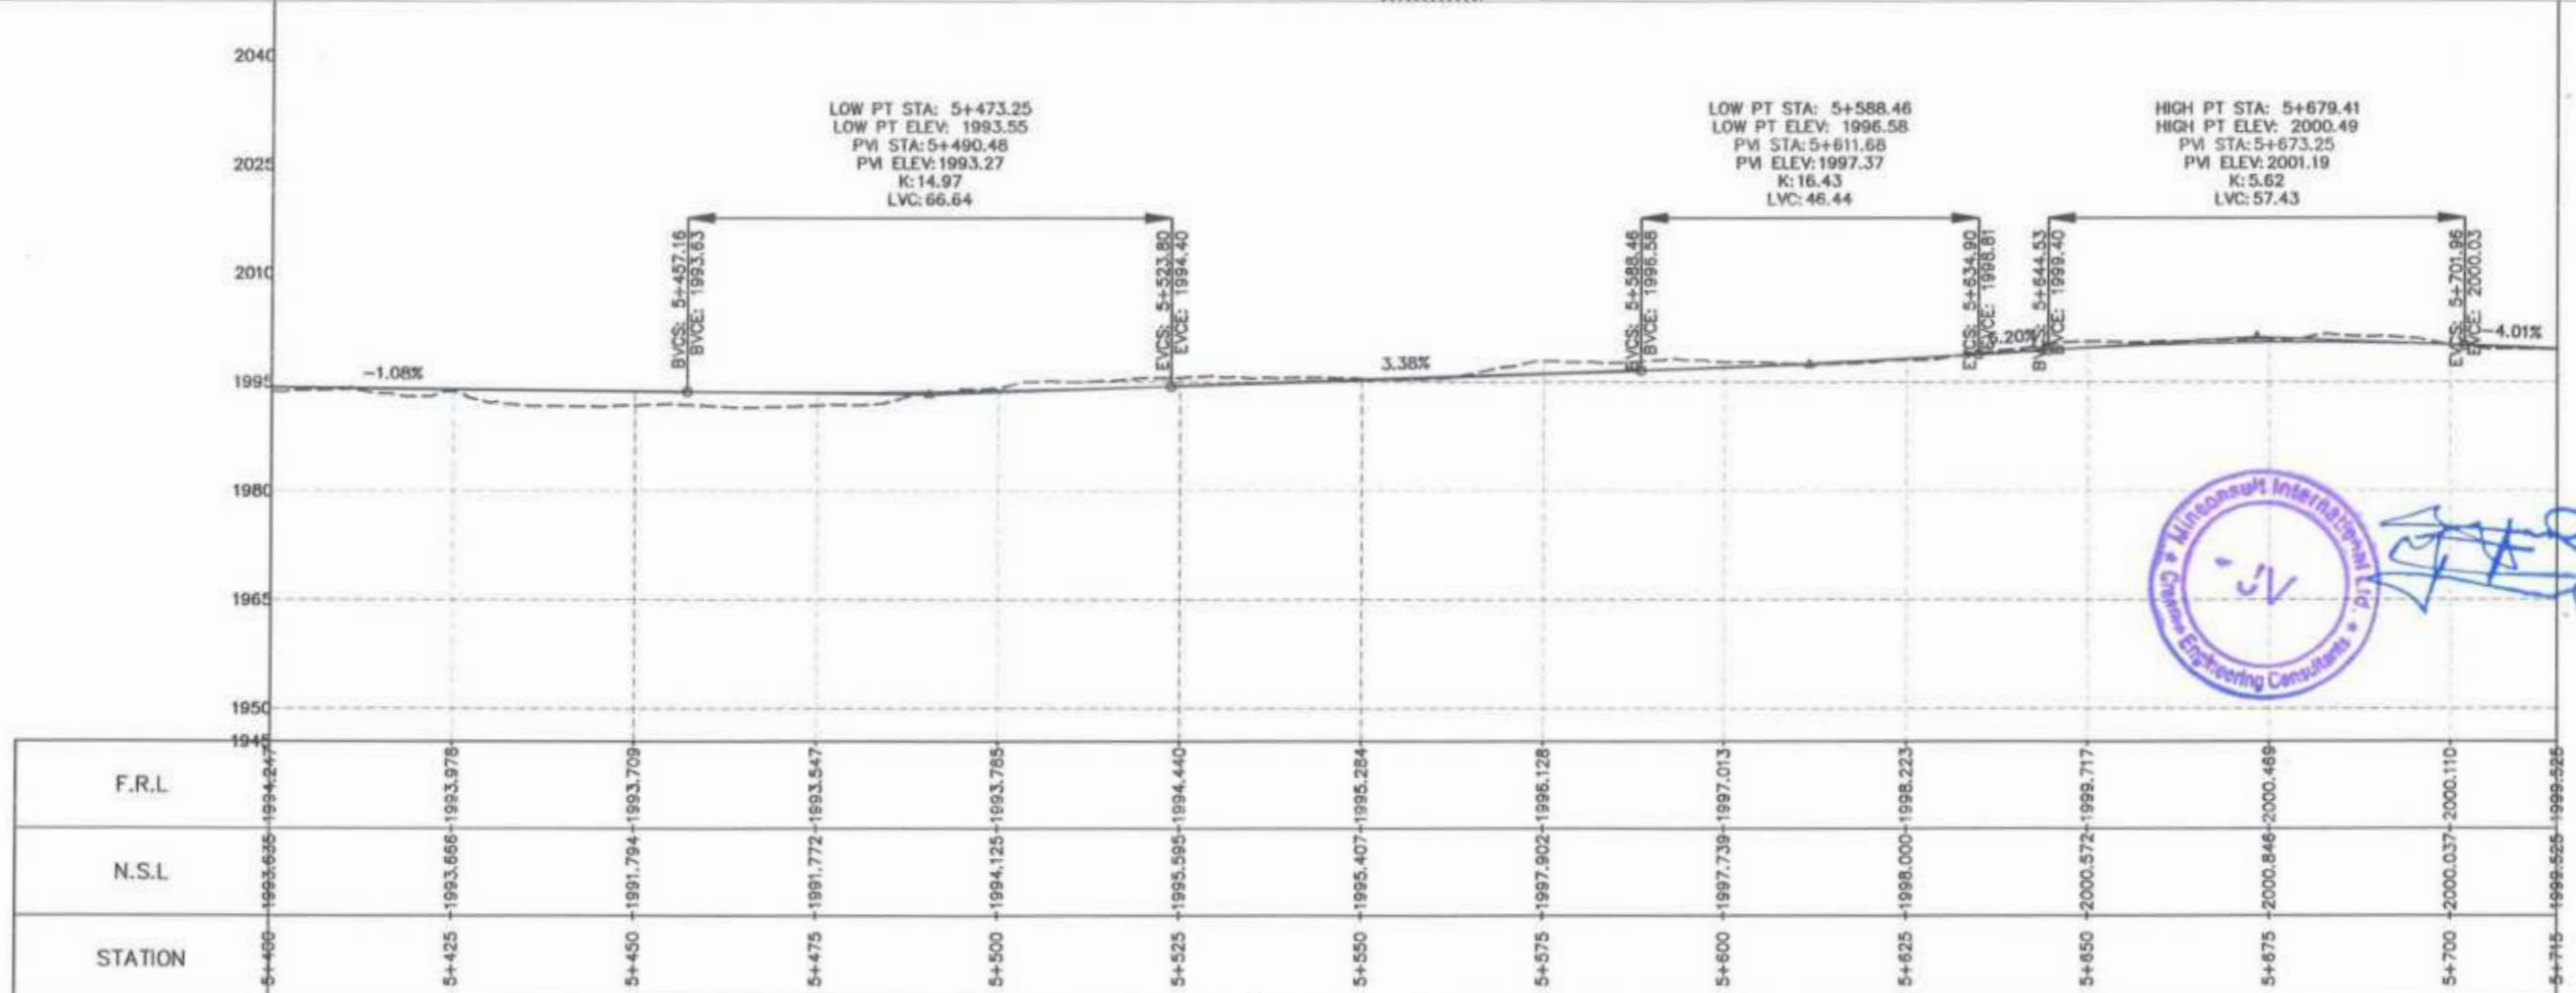 2040
2025
2010
1995
1980
1965
1950
1945
LOW PT STA: 5+473.25
LOW PT ELEV: 1993.55
PVI STA:5+490.48
PVI ELEV:1993.27
K:14.97
LVC:66.64
LOW PT STA: 5+588.46
LOW PT ELEV: 1996.58
PVI STA:5+611.68
PVI ELEV:1997.37
K:16.43
LVC:46.44
HIGH PT STA: 5+679.41
HIGH PT ELEV: 2000.49
PVI STA:5+673.25
PVI ELEV:2001.19
K:5.62
LVC:57.43
BVCS: 5+457.16
BVCE: 1993.63
EVCS: 5+523.80
EVCE: 1994.40
BVCS: 5+588.46
BVCE: 1996.58
EVCS: 5+634.90
EVCE: 1998.81
BVCS: 5+644.53
BVCE: 1999.40
EVCS: 5+701.96
EVCE: 2000.03
-1.08%
3.38%
6.20%
-4.01%
Minconsult International Ltd.
Engineering Consultants
JV
F.R.L 1994.247 1993.978 1993.709 1993.547 1993.785 1994.440 1995.284 1996.128 1997.013 1998.223 1999.717 2000.469 2000.110 1999.525
N.S.L 1993.635 1993.666 1991.794 1991.772 1994.125 1995.595 1995.407 1997.902 1997.739 1998.000 2000.572 2000.846 2000.037 1999.525
STATION 5+400 5+425 5+450 5+475 5+500 5+525 5+550 5+575 5+600 5+625 5+650 5+675 5+700 5+715